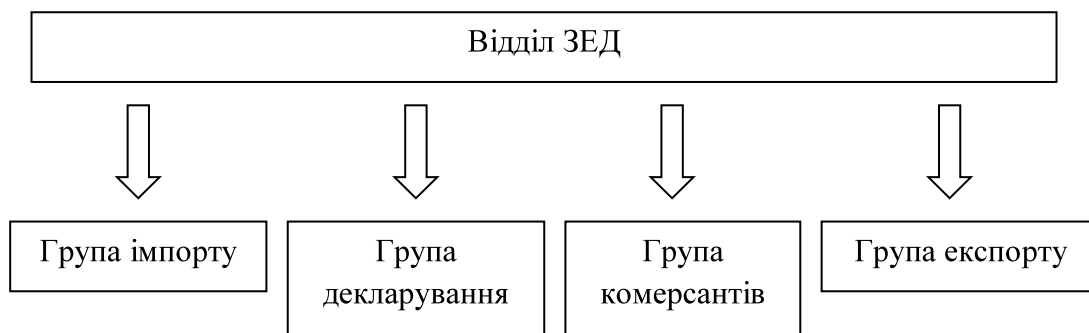 Відділ ЗЕД
Група імпорту
Група
декларування
Група
комерсантів
Група експорту